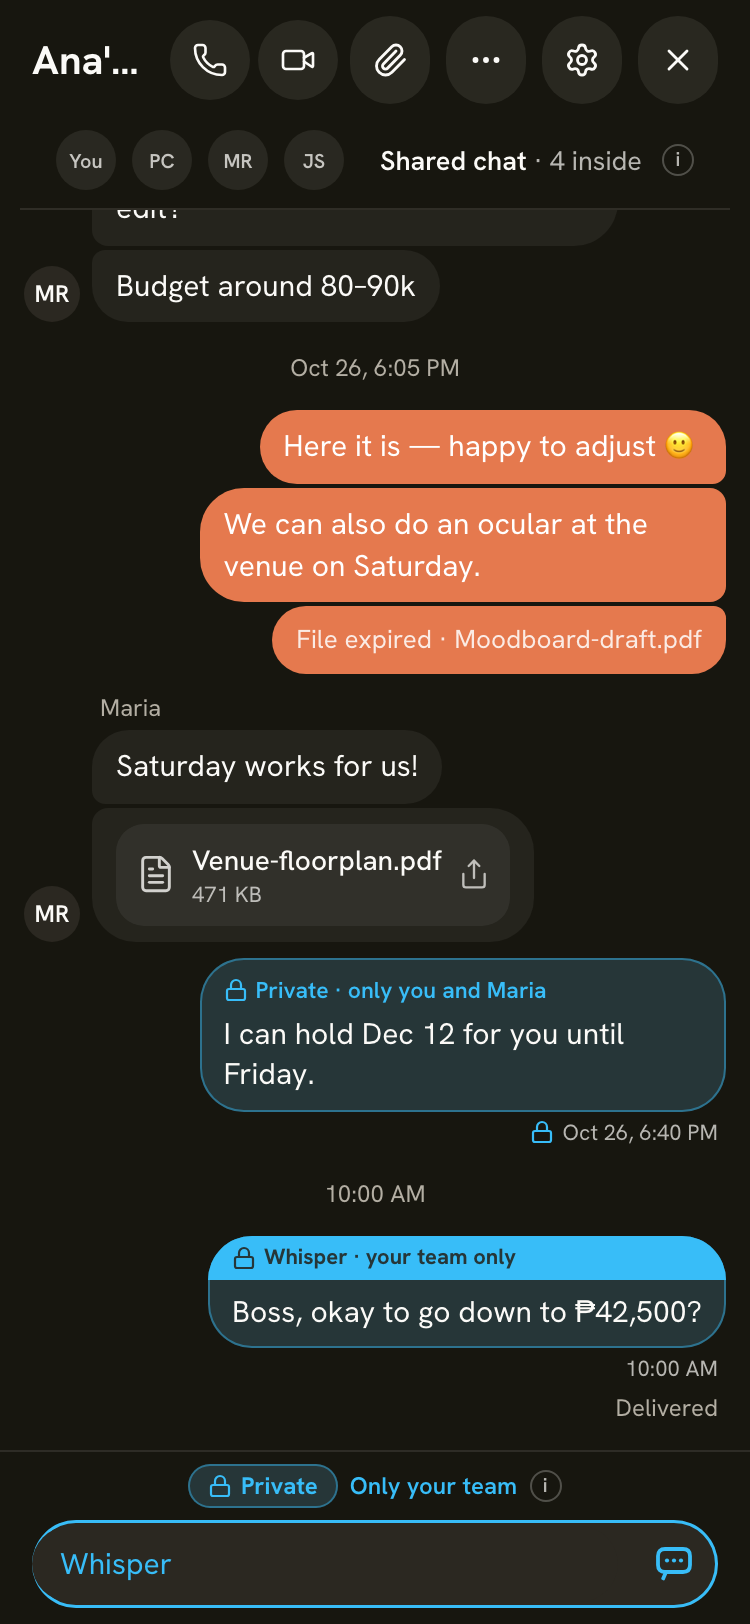 Ana'...
You
PC
MR
JS
Shared chat · 4 inside
i
edit?
Budget around 80–90k
MR
Oct 26, 6:05 PM
Here it is — happy to adjust 🙂
We can also do an ocular at the
venue on Saturday.
File expired · Moodboard-draft.pdf
Maria
Saturday works for us!
Venue-floorplan.pdf
471 KB
MR
Private · only you and Maria
I can hold Dec 12 for you until
Friday.
Oct 26, 6:40 PM
10:00 AM
Whisper · your team only
Boss, okay to go down to ₱42,500?
10:00 AM
Delivered
Private Only your team i
Whisper